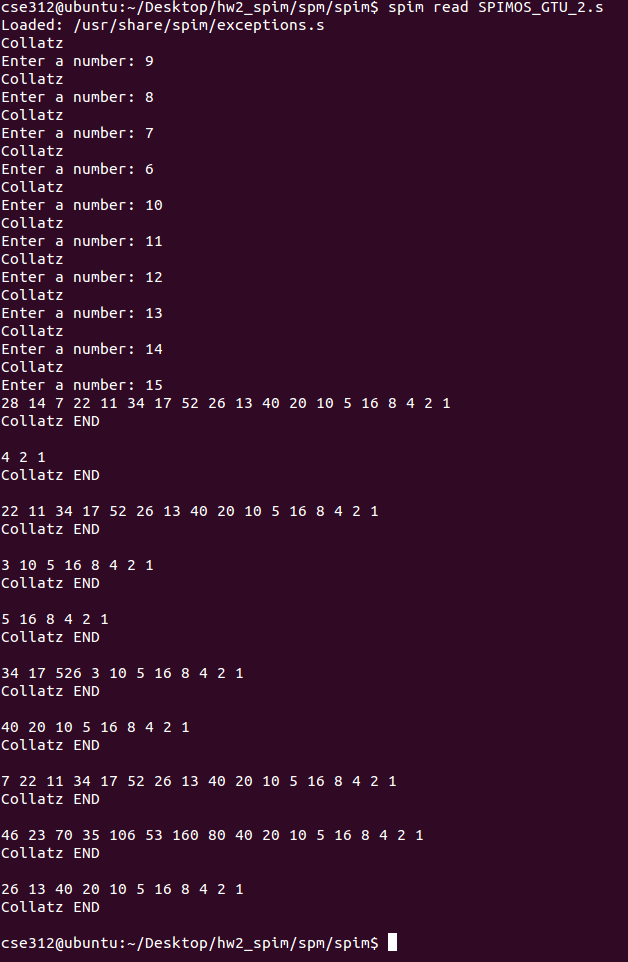 cse312@ubuntu:~/Desktop/hw2_spim/spm/spim$ spim read SPIMOS_GTU_2.s
Loaded: /usr/share/spim/exceptions.s
Collatz
Enter a number: 9
Collatz
Enter a number: 8
Collatz
Enter a number: 7
Collatz
Enter a number: 6
Collatz
Enter a number: 10
Collatz
Enter a number: 11
Collatz
Enter a number: 12
Collatz
Enter a number: 13
Collatz
Enter a number: 14
Collatz
Enter a number: 15
28 14 7 22 11 34 17 52 26 13 40 20 10 5 16 8 4 2 1
Collatz END
4 2 1
Collatz END
22 11 34 17 52 26 13 40 20 10 5 16 8 4 2 1
Collatz END
3 10 5 16 8 4 2 1
Collatz END
5 16 8 4 2 1
Collatz END
34 17 526 3 10 5 16 8 4 2 1
Collatz END
40 20 10 5 16 8 4 2 1
Collatz END
7 22 11 34 17 52 26 13 40 20 10 5 16 8 4 2 1
Collatz END
46 23 70 35 106 53 160 80 40 20 10 5 16 8 4 2 1
Collatz END
26 13 40 20 10 5 16 8 4 2 1
Collatz END
cse312@ubuntu:~/Desktop/hw2_spim/spm/spim$